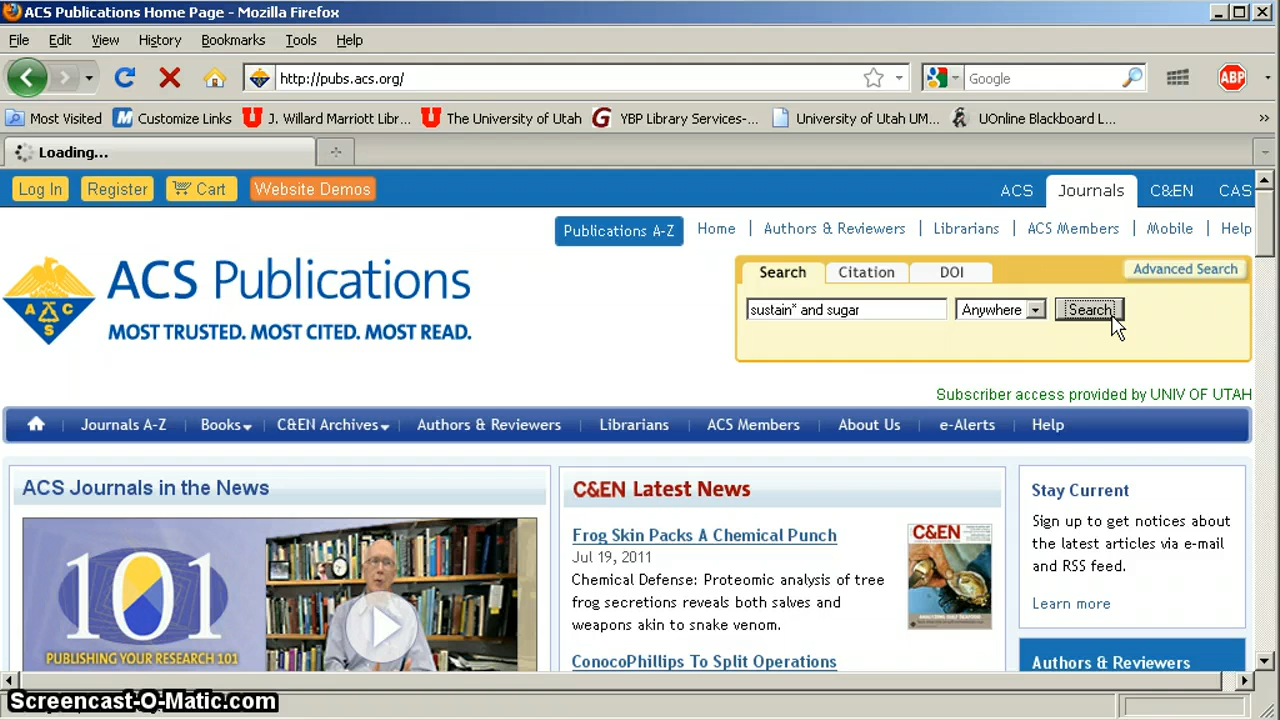 ACS Publications Home Page - Mozilla Firefox
File Edit View History Bookmarks Tools Help
http://pubs.acs.org/ Google ABP
Most Visited Customize Links J. Willard Marriott Libr... The University of Utah YBP Library Services-... University of Utah UM... UOnline Blackboard L...
Loading...
Log In Register Cart Website Demos ACS Journals C&EN CAS
Publications A-Z Home | Authors & Reviewers | Librarians | ACS Members | Mobile | Help
Search Citation DOI Advanced Search
ACS Publications
MOST TRUSTED. MOST CITED. MOST READ.
A C S
sustain* and sugar Anywhere Search
Subscriber access provided by UNIV OF UTAH
Journals A-Z Books C&EN Archives Authors & Reviewers Librarians ACS Members About Us e-Alerts Help
ACS Journals in the News
101
PUBLISHING YOUR RESEARCH 101
C&EN Latest News
Frog Skin Packs A Chemical Punch
Jul 19, 2011
Chemical Defense: Proteomic analysis of tree
frog secretions reveals both salves and
weapons akin to snake venom.
ConocoPhillips To Split Operations
C&EN
Stay Current
Sign up to get notices about
the latest articles via e-mail
and RSS feed.
Learn more
Authors & Reviewers
Screencast-O-Matic.com